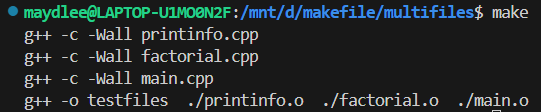 maydlee@LAPTOP-U1MO0N2F:/mnt/d/makefile/multifiles$ make
g++ -c -Wall printinfo.cpp
g++ -c -Wall factorial.cpp
g++ -c -Wall main.cpp
g++ -o testfiles  ./printinfo.o  ./factorial.o  ./main.o